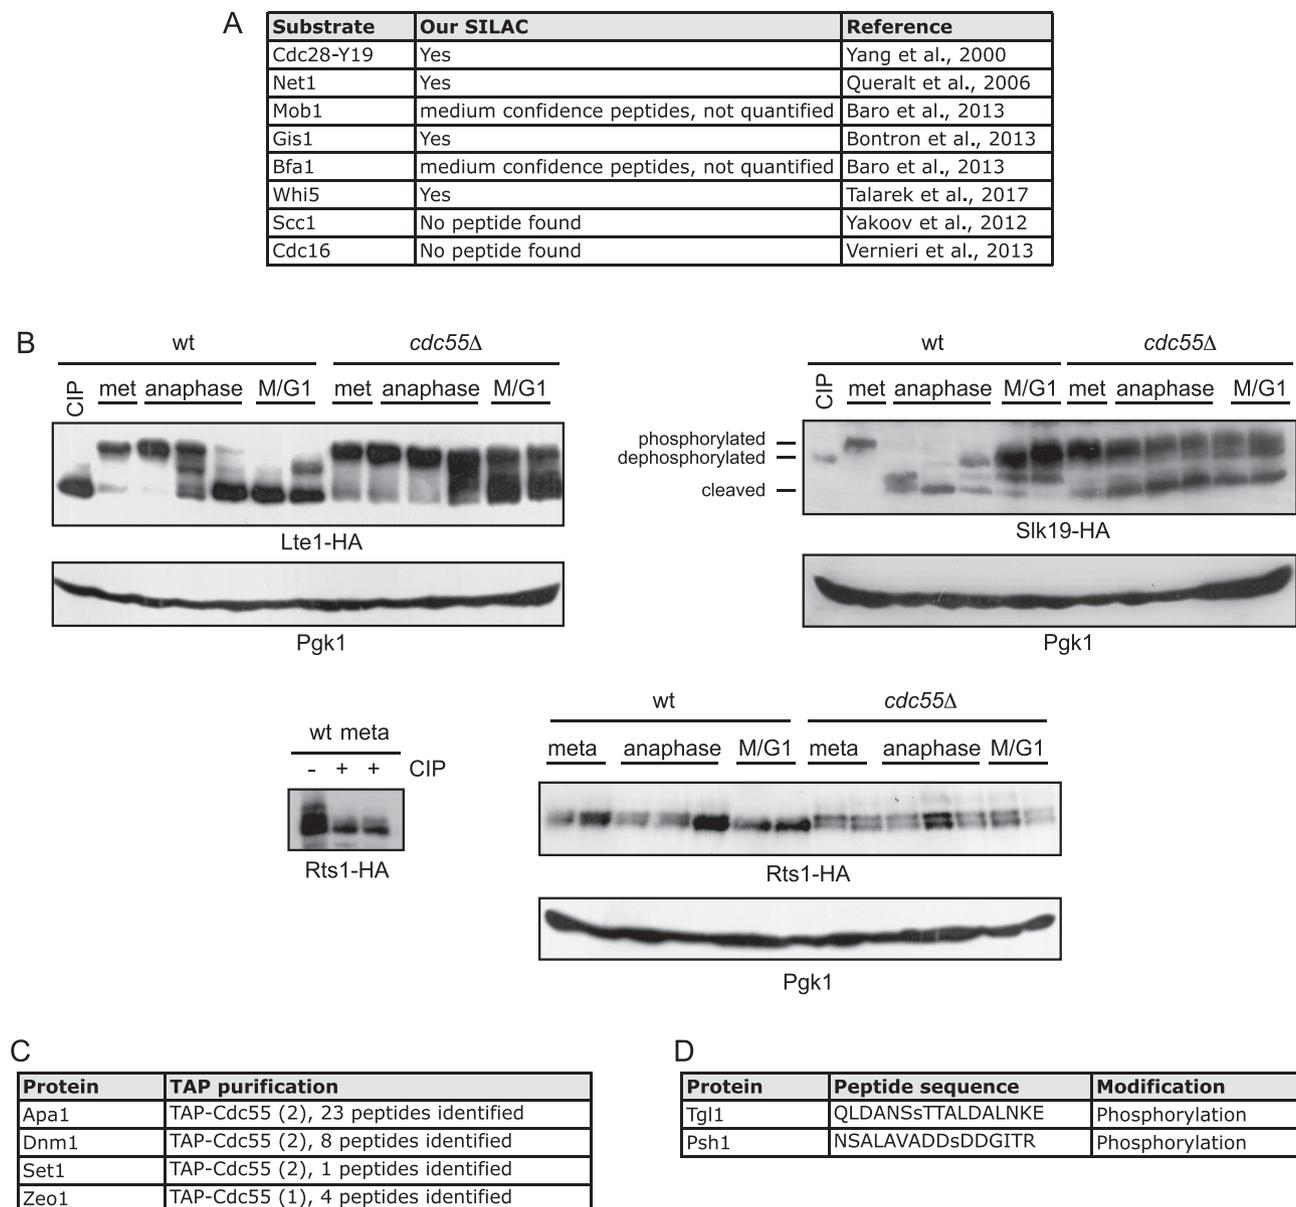 A
Substrate Our SILAC Reference
Cdc28-Y19 Yes Yang et al., 2000
Net1 Yes Queralt et al., 2006
Mob1 medium confidence peptides, not quantified Baro et al., 2013
Gis1 Yes Bontron et al., 2013
Bfa1 medium confidence peptides, not quantified Baro et al., 2013
Whi5 Yes Talarek et al., 2017
Scc1 No peptide found Yakoov et al., 2012
Cdc16 No peptide found Vernieri et al., 2013
B
wt cdc55Δ
CIP met anaphase M/G1 met anaphase M/G1
Lte1-HA
Pgk1
wt cdc55Δ
CIP met anaphase M/G1 met anaphase M/G1
phosphorylated
dephosphorylated
cleaved
Slk19-HA
Pgk1
wt meta
- + + CIP
Rts1-HA
wt cdc55Δ
meta anaphase M/G1 meta anaphase M/G1
Rts1-HA
Pgk1
C
Protein TAP purification
Apa1 TAP-Cdc55 (2), 23 peptides identified
Dnm1 TAP-Cdc55 (2), 8 peptides identified
Set1 TAP-Cdc55 (2), 1 peptides identified
Zeo1 TAP-Cdc55 (1), 4 peptides identified
D
Protein Peptide sequence Modification
Tgl1 QLDANSsTTALDALNKE Phosphorylation
Psh1 NSALAVADDsDDGITR Phosphorylation